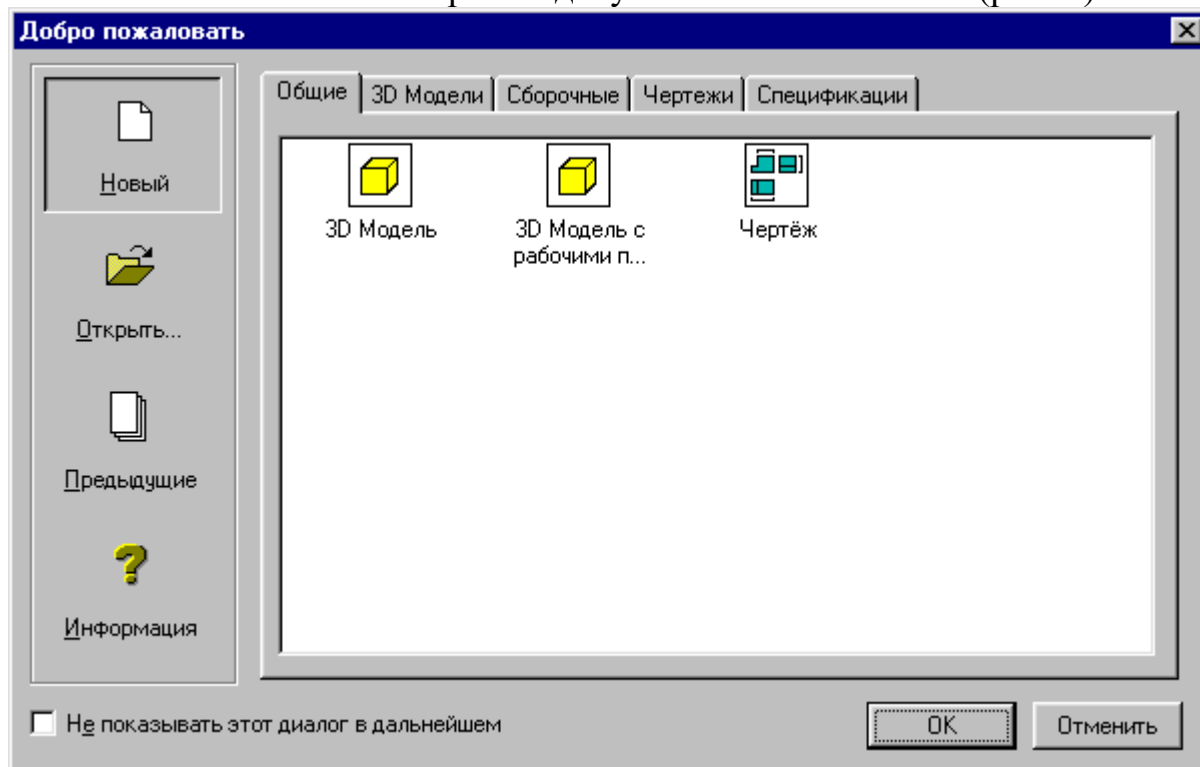 Добро пожаловать
Общие 3D Модели Сборочные Чертежи Спецификации
Новый
3D Модель
3D Модель с
рабочими п...
Чертёж
Открыть...
Предыдущие
Информация
Не показывать этот диалог в дальнейшем
OK
Отменить